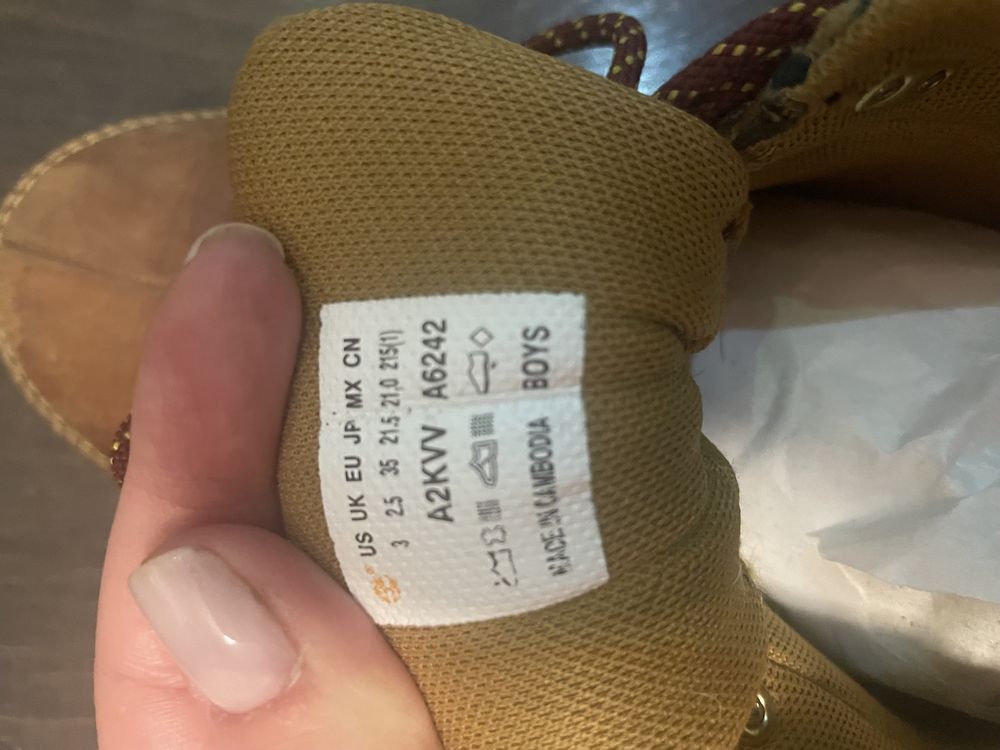 US UK EU JP MX CN
3 2.5 35 21.5 21,0 215(1)
A2KVV A6242
MADE IN CAMBODIA BOYS